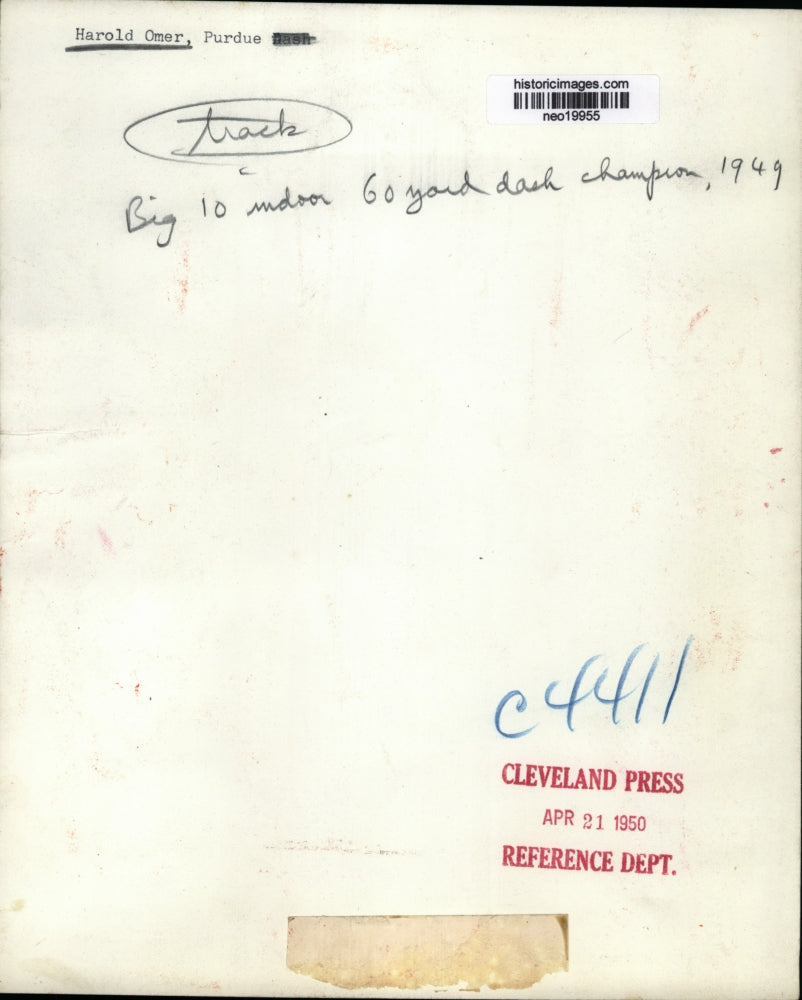 Harold Omer, Purdue
historicimages.com
neo19955
track
c
Big 10 indoor 60 yard dash champion, 1949
C4411
CLEVELAND PRESS
APR 21 1950
REFERENCE DEPT.